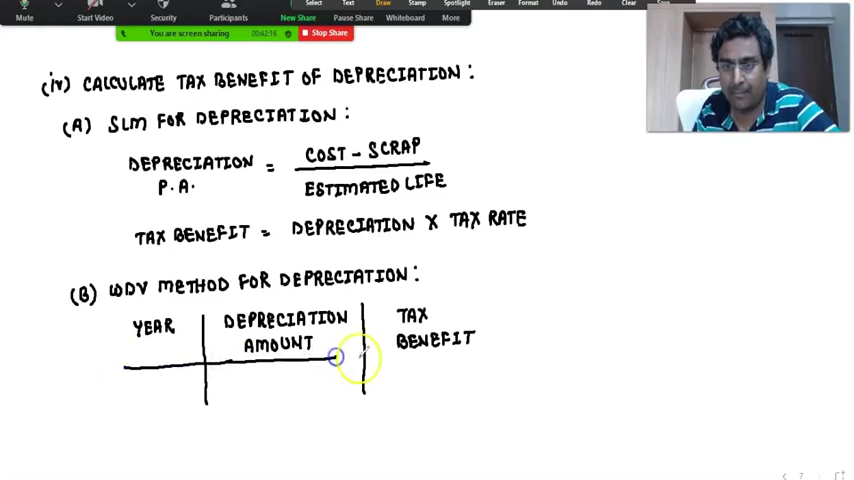 Select Text Draw Stamp Spotlight Eraser Format Undo Redo Clear Save
Mute Start Video Security Participants New Share Pause Share Whiteboard More
You are screen sharing 00:42:16 Stop Share
(iv) CALCULATE TAX BENEFIT OF DEPRECIATION :
(A) SLM FOR DEPRECIATION :
DEPRECIATION P.A. = COST - SCRAP
ESTIMATED LIFE
TAX BENEFIT = DEPRECIATION X TAX RATE
(B) WDV METHOD FOR DEPRECIATION :
YEAR DEPRECIATION TAX
AMOUNT BENEFIT
7